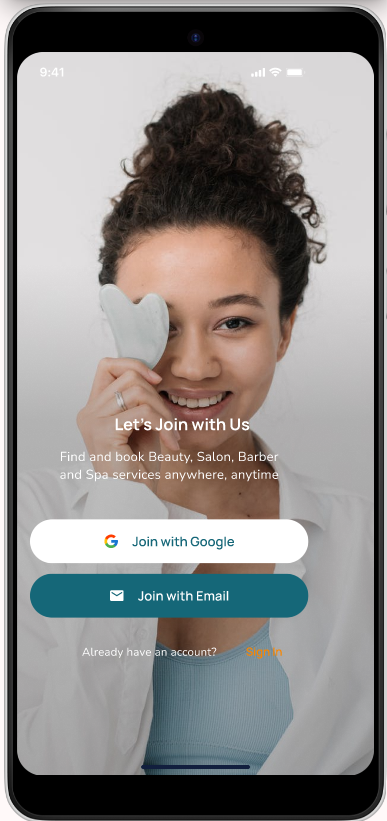 9:41
Let's Join with Us
Find and book Beauty, Salon, Barber
and Spa services anywhere, anytime
Join with Google
Join with Email
Already have an account? Sign in